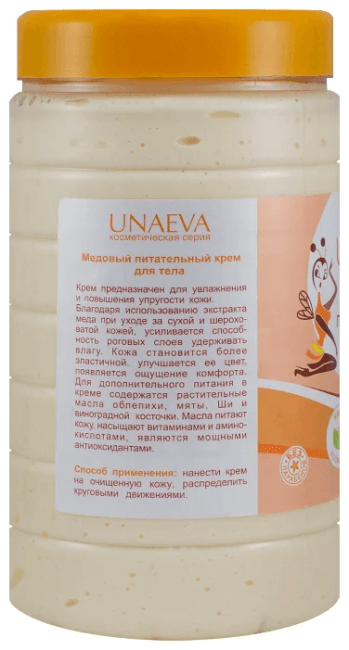 UNAEVA
косметическая серия
Медовый питательный крем
для тела
Крем предназначен для увлажнения
и повышения упругости кожи.
Благодаря использованию экстракта
меда при уходе за сухой и шерохо-
ватой кожей, усиливается способ-
ность роговых слоев удерживать
влагу. Кожа становится более
эластичной, улучшается ее цвет,
появляется ощущение комфорта.
Для дополнительного питания в
креме содержатся растительные
масла облепихи, мяты, Ши и
виноградной косточки. Масла питают
кожу, насыщают витаминами и амино-
кислотами, являются мощными
антиоксидантами.
Способ применения: нанести крем
на очищенную кожу, распределить
круговыми движениями.
БЕЗ